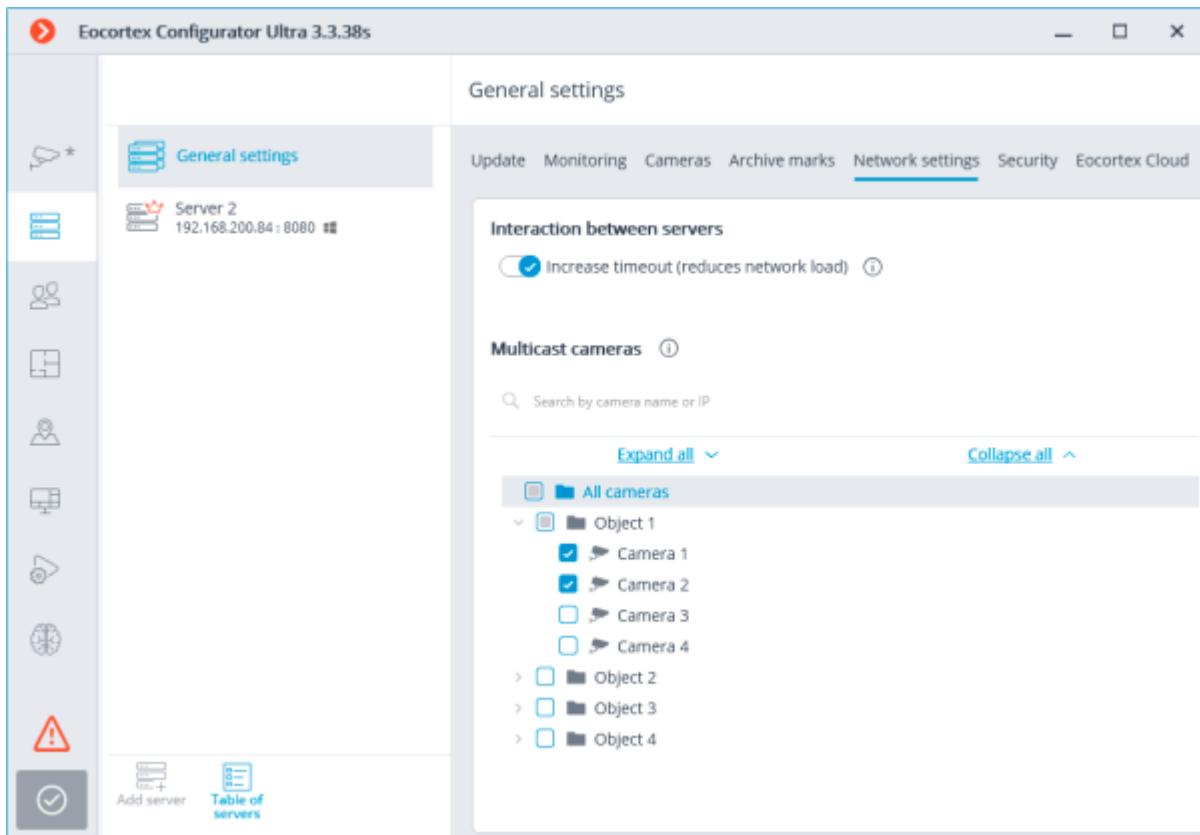 Eocortex Configurator Ultra 3.3.38s
General settings
General settings
Server 2
192.168.200.84 : 8080
Update Monitoring Cameras Archive marks Network settings Security Eocortex Cloud
Interaction between servers
Increase timeout (reduces network load)
Multicast cameras
Search by camera name or IP
Expand all Collapse all
All cameras
Object 1
Camera 1
Camera 2
Camera 3
Camera 4
Object 2
Object 3
Object 4
Add server
Table of
servers